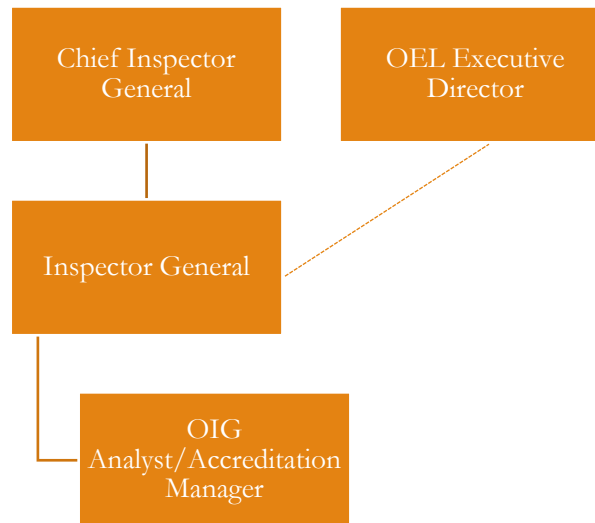 Chief Inspector
General
OEL Executive
Director
Inspector General
OIG
Analyst/Accreditation
Manager